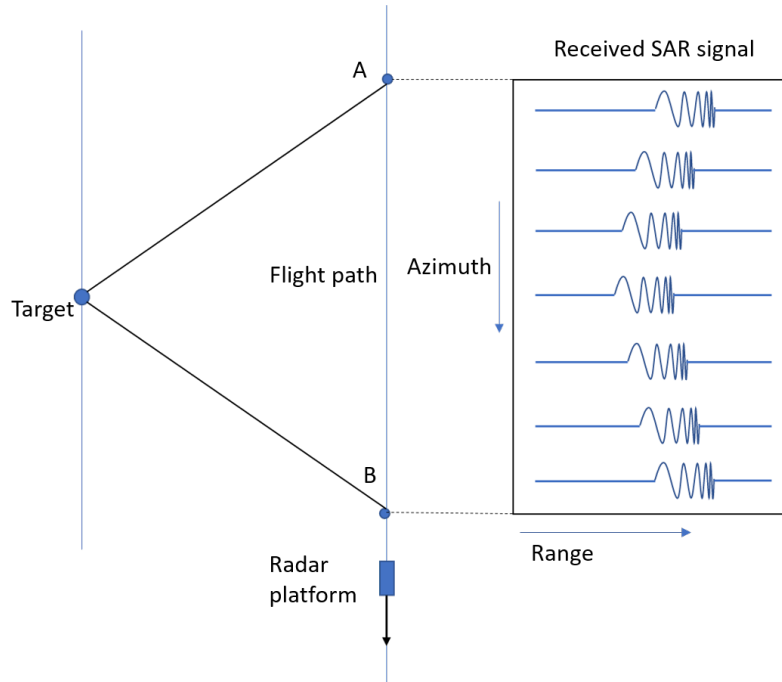 Received SAR signal
A
Flight path
Azimuth
Target
B
Range
Radar
platform